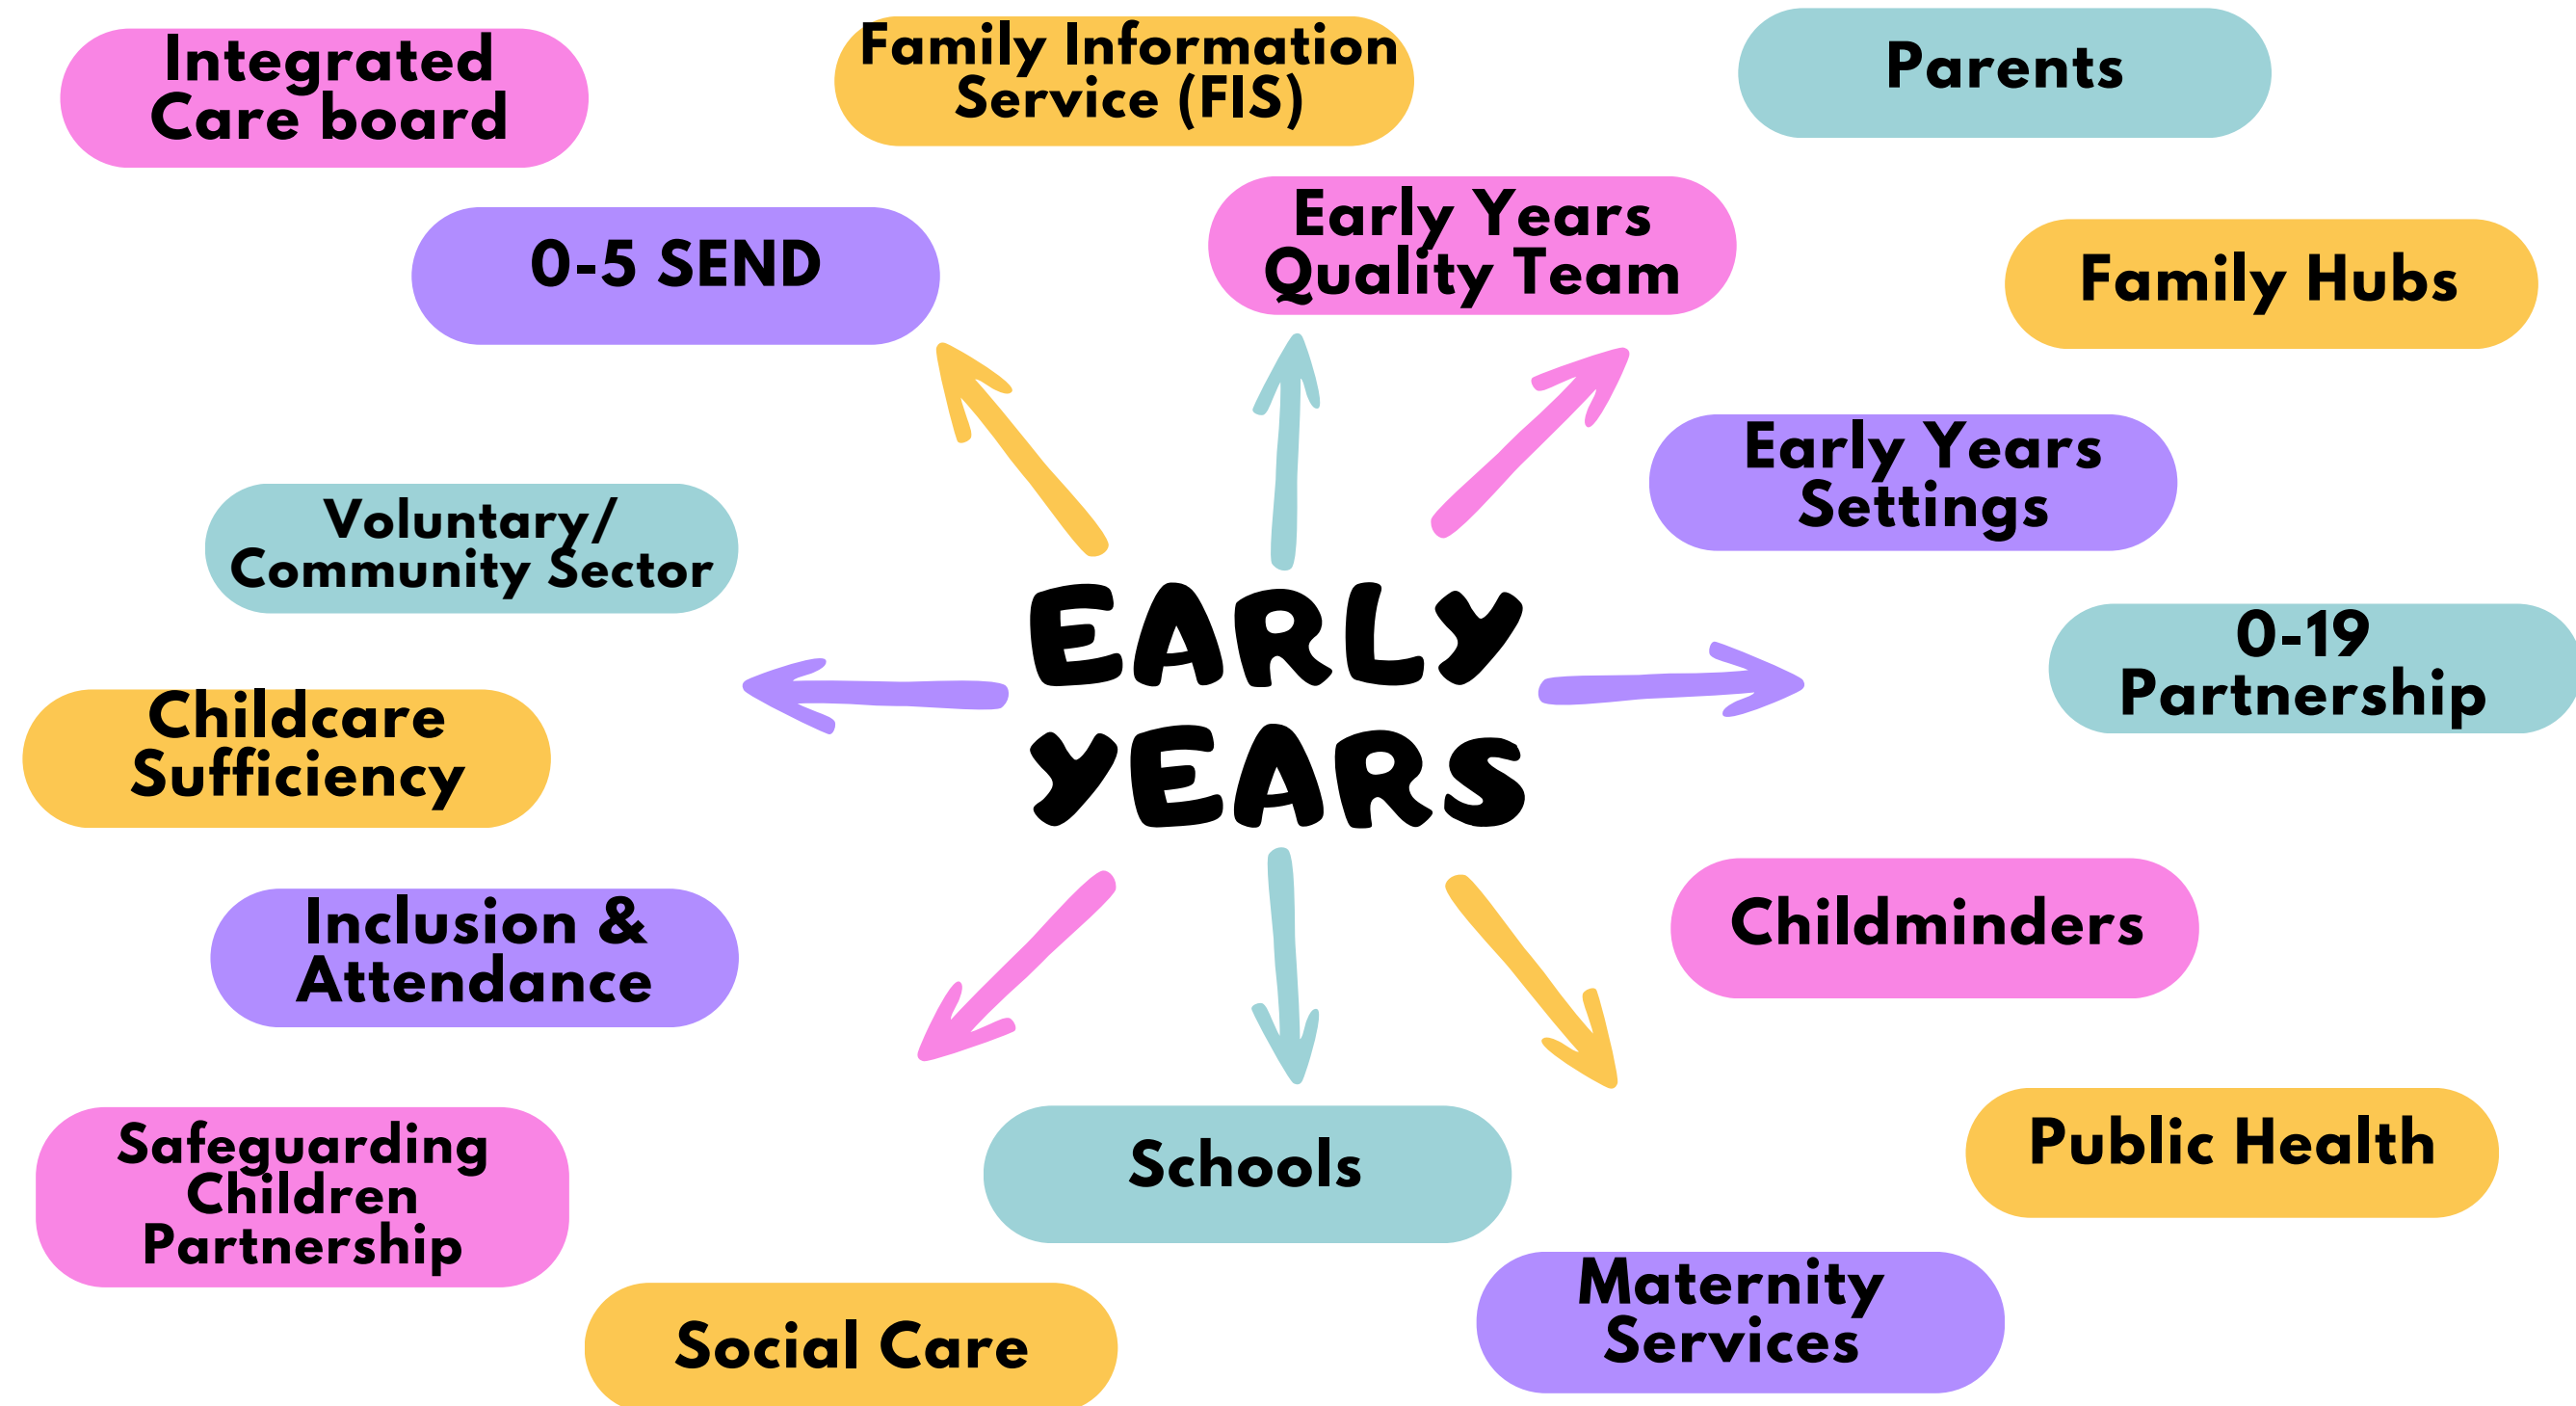 Integrated
Care board
Family Information
Service (FIS)
Parents
0-5 SEND
Early Years
Quality Team
Family Hubs
Voluntary/
Community Sector
Early Years
Settings
EARLY
YEARS
0-19
Partnership
Childcare
Sufficiency
Inclusion &
Attendance
Childminders
Safeguarding
Children
Partnership
Schools
Public Health
Social Care
Maternity
Services